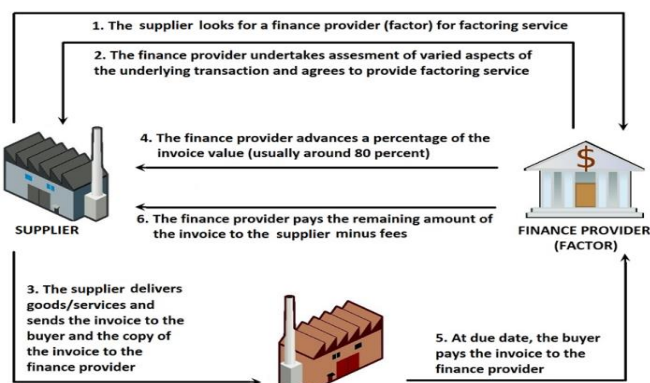 1. The supplier looks for a finance provider (factor) for factoring service
2. The finance provider undertakes assesment of varied aspects of
the underlying transaction and agrees to provide factoring service
4. The finance provider advances a percentage of the
invoice value (usually around 80 percent)
$
SUPPLIER
6. The finance provider pays the remaining amount of
the invoice to the supplier minus fees
FINANCE PROVIDER
(FACTOR)
3. The supplier delivers
goods/services and
sends the invoice to the
buyer and the copy of
the invoice to the
finance provider
5. At due date, the buyer
pays the invoice to the
finance provider